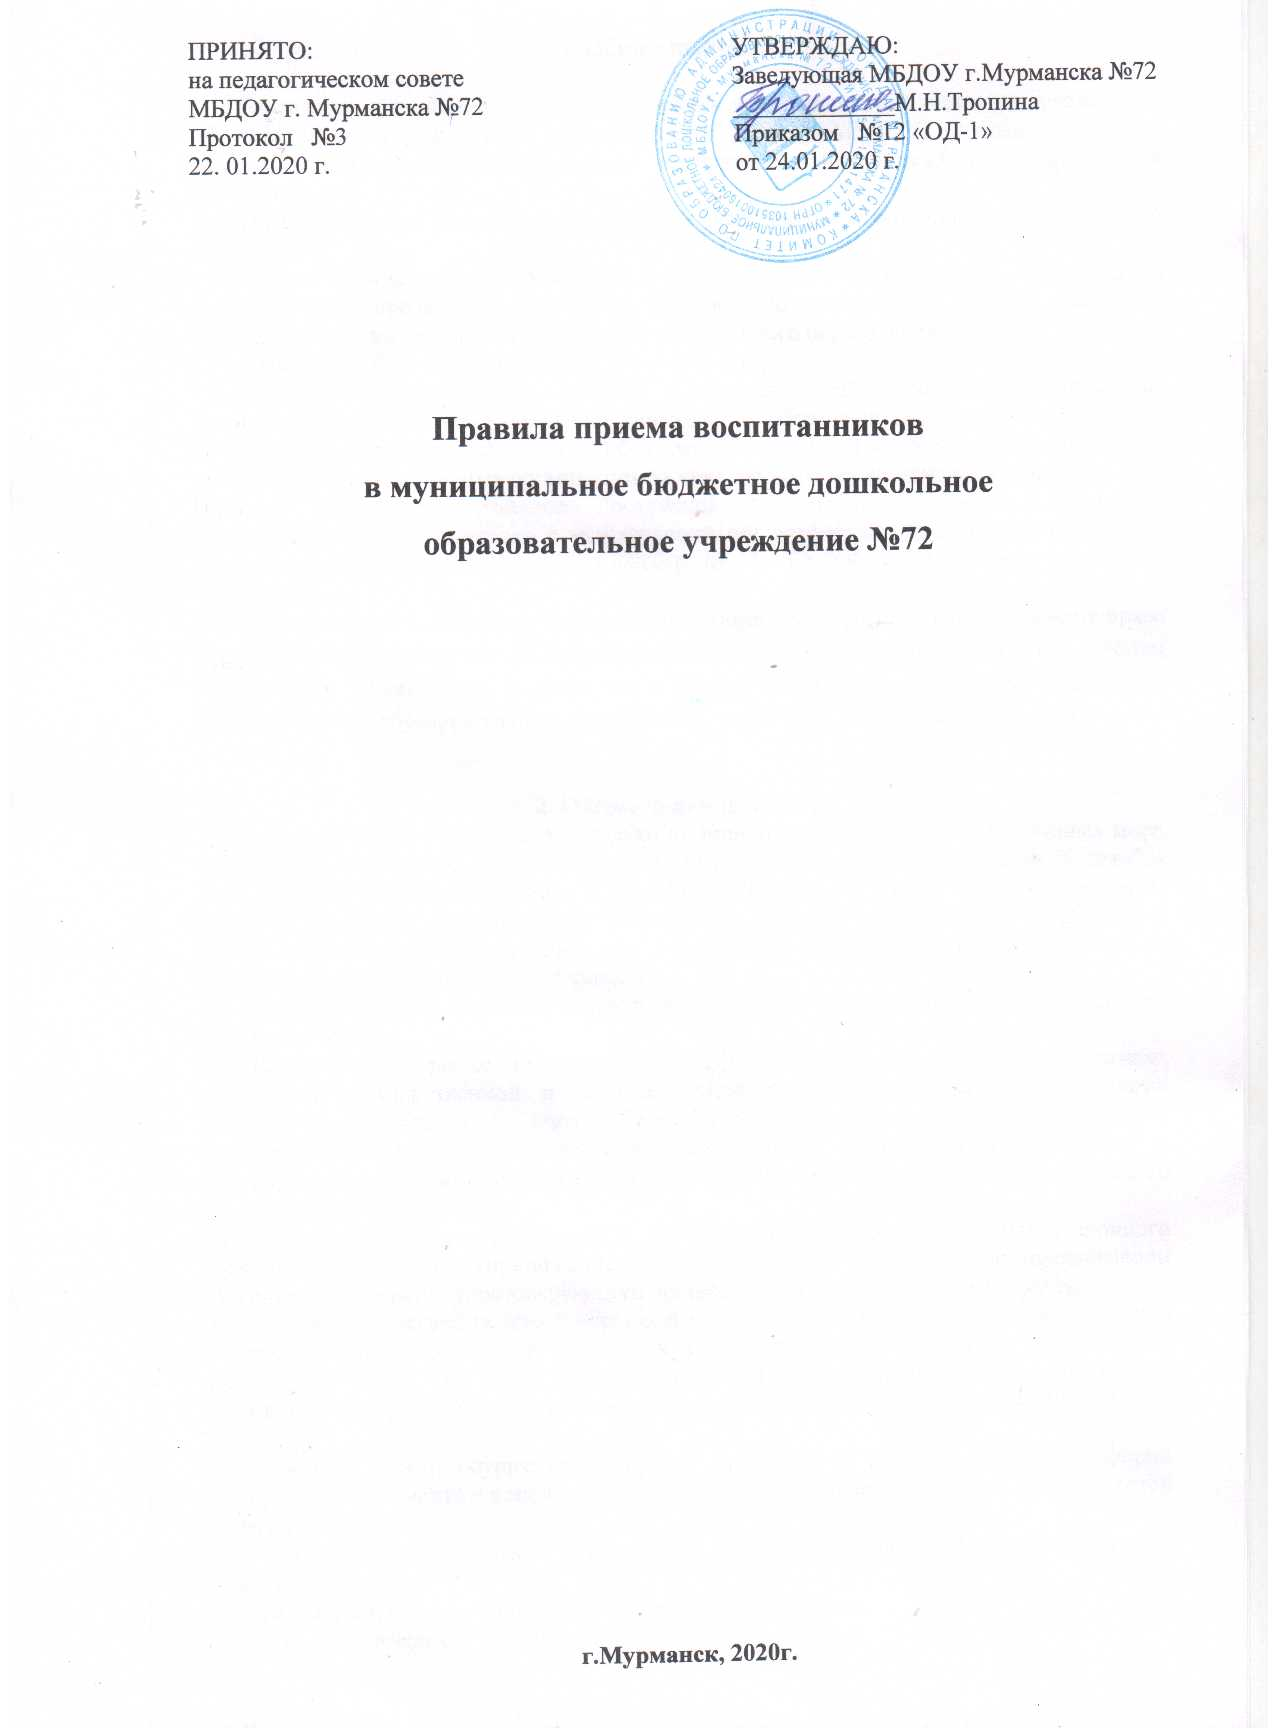 ПРИНЯТО:
на педагогическом совете
МБДОУ г. Мурманска №72
Протокол №3
22. 01.2020 г.
УТВЕРЖДАЮ:
Заведующая МБДОУ г.Мурманска №72
М.Н.Тропина
Приказом №12 «ОД-1»
от 24.01.2020 г.
Правила приема воспитанников
в муниципальное бюджетное дошкольное
образовательное учреждение №72
г.Мурманск, 2020г.